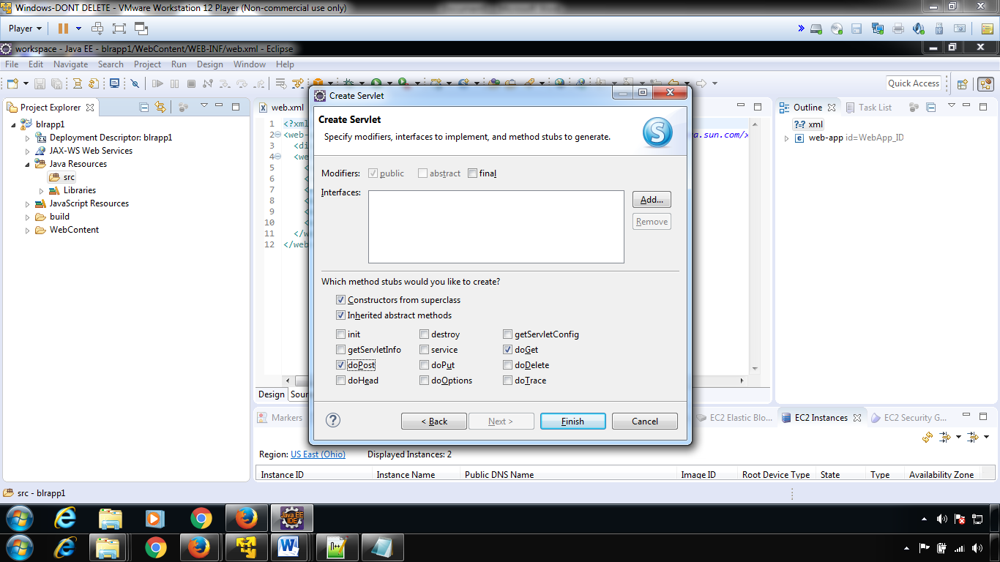 Windows-DONT DELETE - VMware Workstation 12 Player (Non-commercial use only)
Player
workspace - Java EE - blrapp1/WebContent/WEB-INF/web.xml - Eclipse
File Edit Navigate Search Project Run Design Window Help
Quick Access
Project Explorer
blrapp1
Deployment Descriptor: blrapp1
JAX-WS Web Services
Java Resources
src
Libraries
JavaScript Resources
build
WebContent
web.xml
1 <?xml
2 <web-
a.sun.com/x
3 <di
4 <we
5 <
6 <
7 <
8 <
9 <
10 <
11 </w
12 </web
Design
Create Servlet
Create Servlet
Specify modifiers, interfaces to implement, and method stubs to generate.
S
Modifiers: public abstract final
Interfaces:
Add...
Remove
Which method stubs would you like to create?
Constructors from superclass
Inherited abstract methods
init destroy getServletConfig
getServletInfo service doGet
doPost doPut doDelete
doHead doOptions doTrace
?
< Back Next > Finish Cancel
Outline Task List
xml
web-app id=WebApp_ID
Markers
EC2 Elastic Blo... EC2 Instances EC2 Security G...
Region: US East (Ohio) Displayed Instances: 2
Instance ID Instance Name Public DNS Name Image ID Root Device Type State Type Availability Zone
src - blrapp1
Java EE
IDE